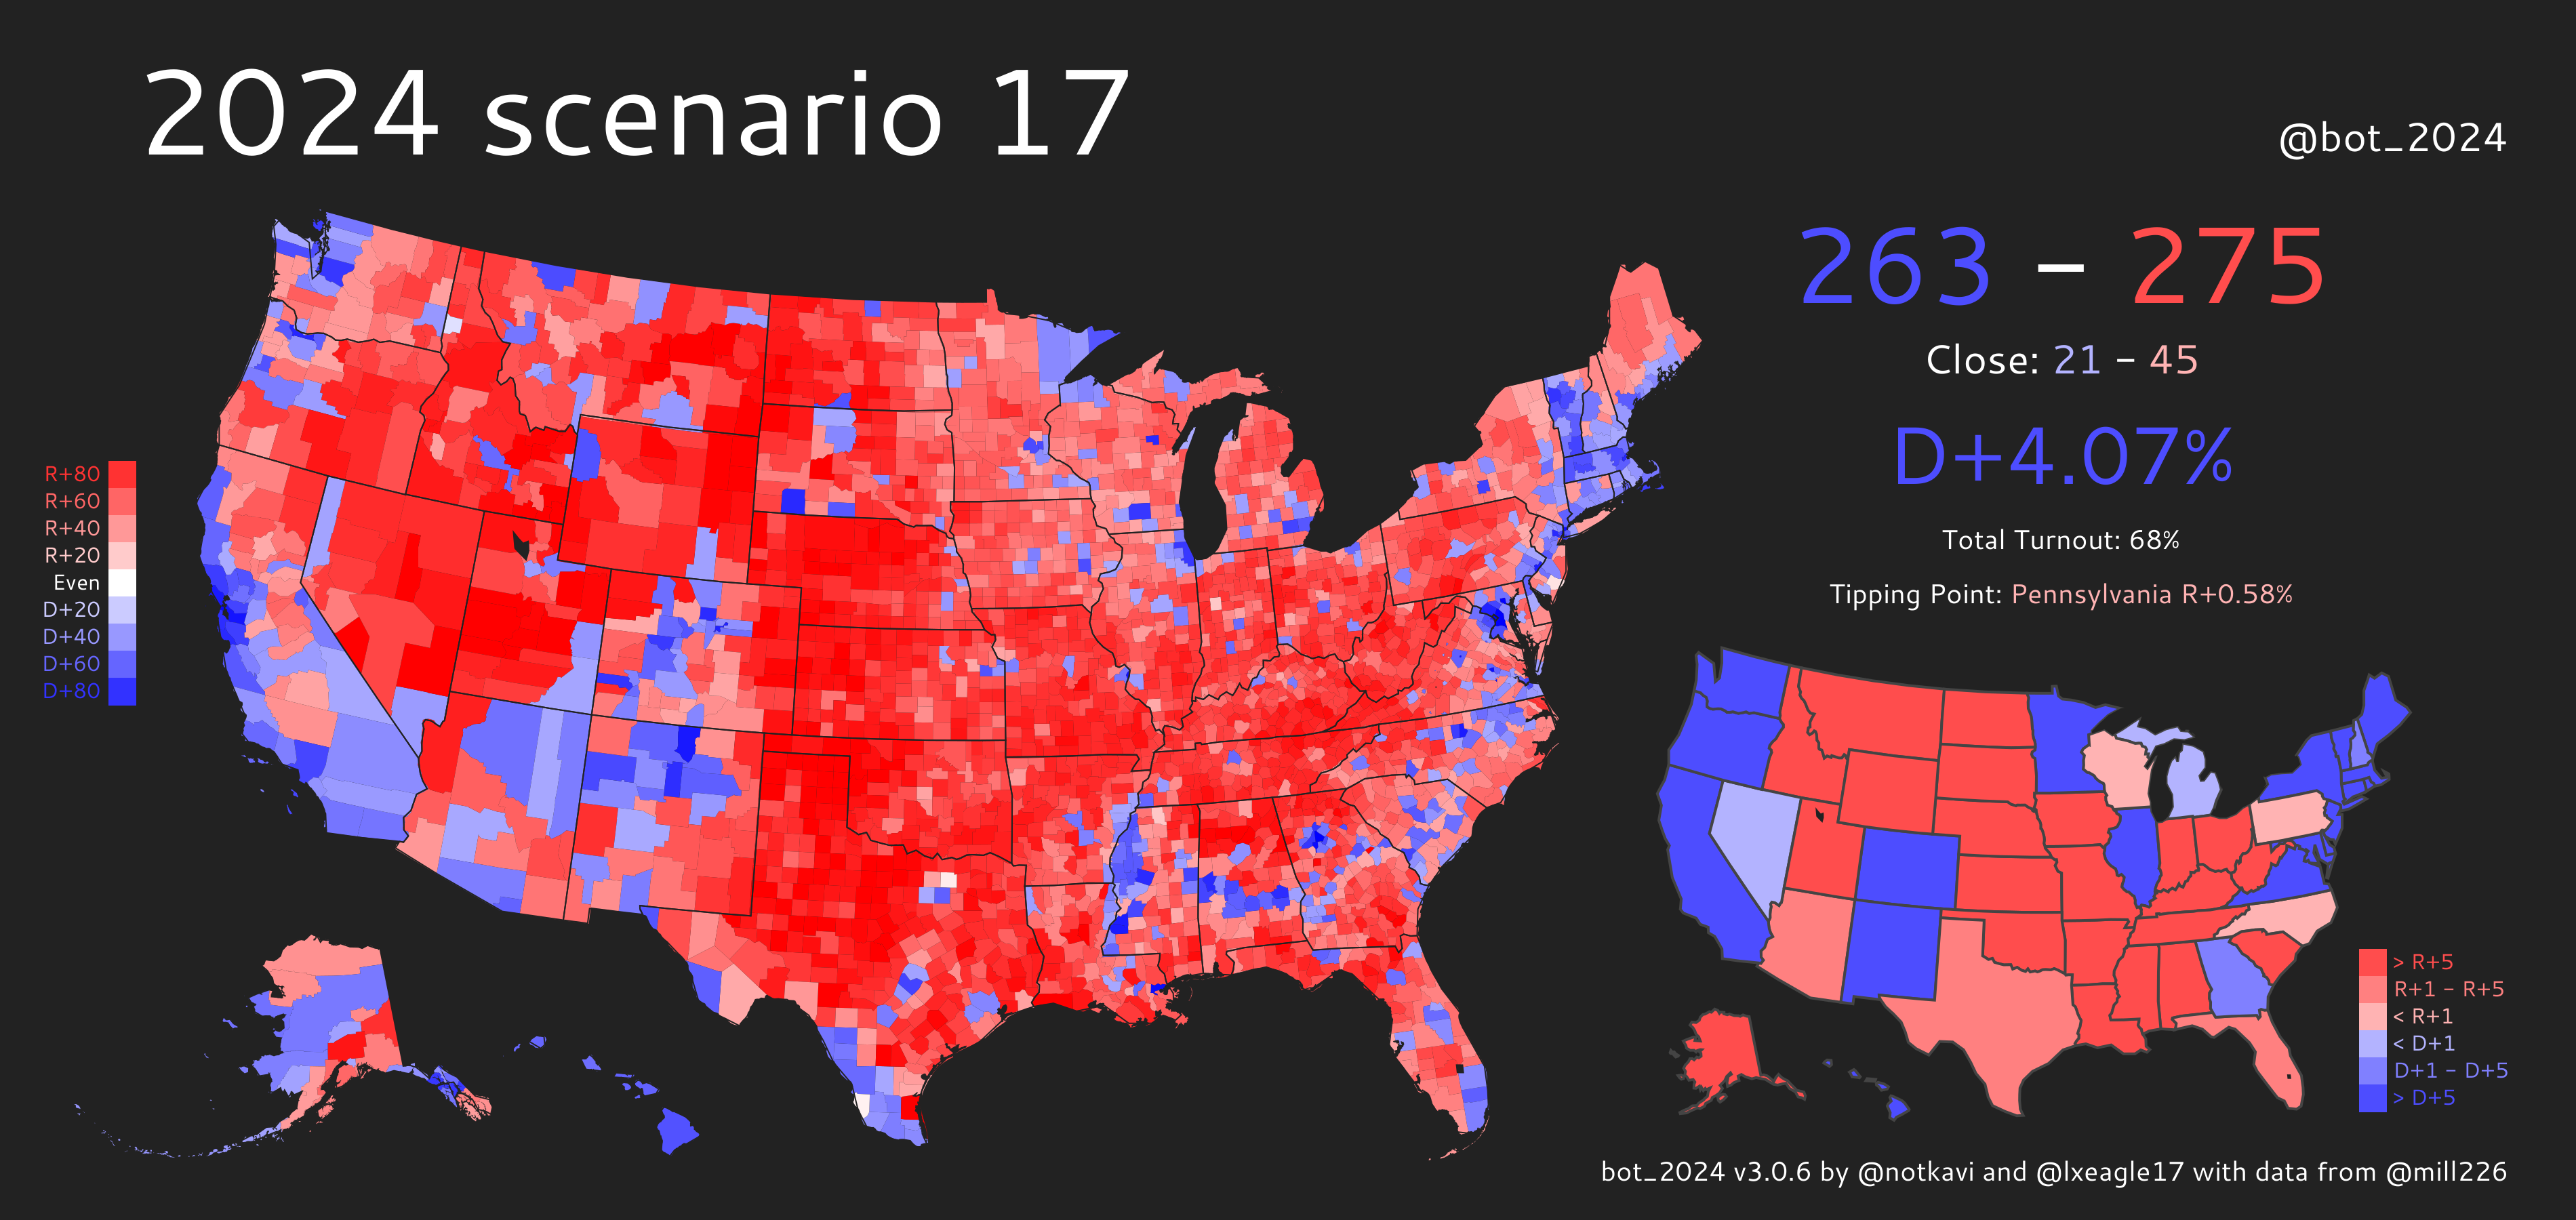 2024 scenario 17
@bot_2024
263 – 275
Close: 21 – 45
D+4.07%
Total Turnout: 68%
Tipping Point: Pennsylvania R+0.58%
R+80
R+60
R+40
R+20
Even
D+20
D+40
D+60
D+80
> R+5
R+1 – R+5
< R+1
< D+1
D+1 – D+5
> D+5
bot_2024 v3.0.6 by @notkavi and @lxeagle17 with data from @mill226